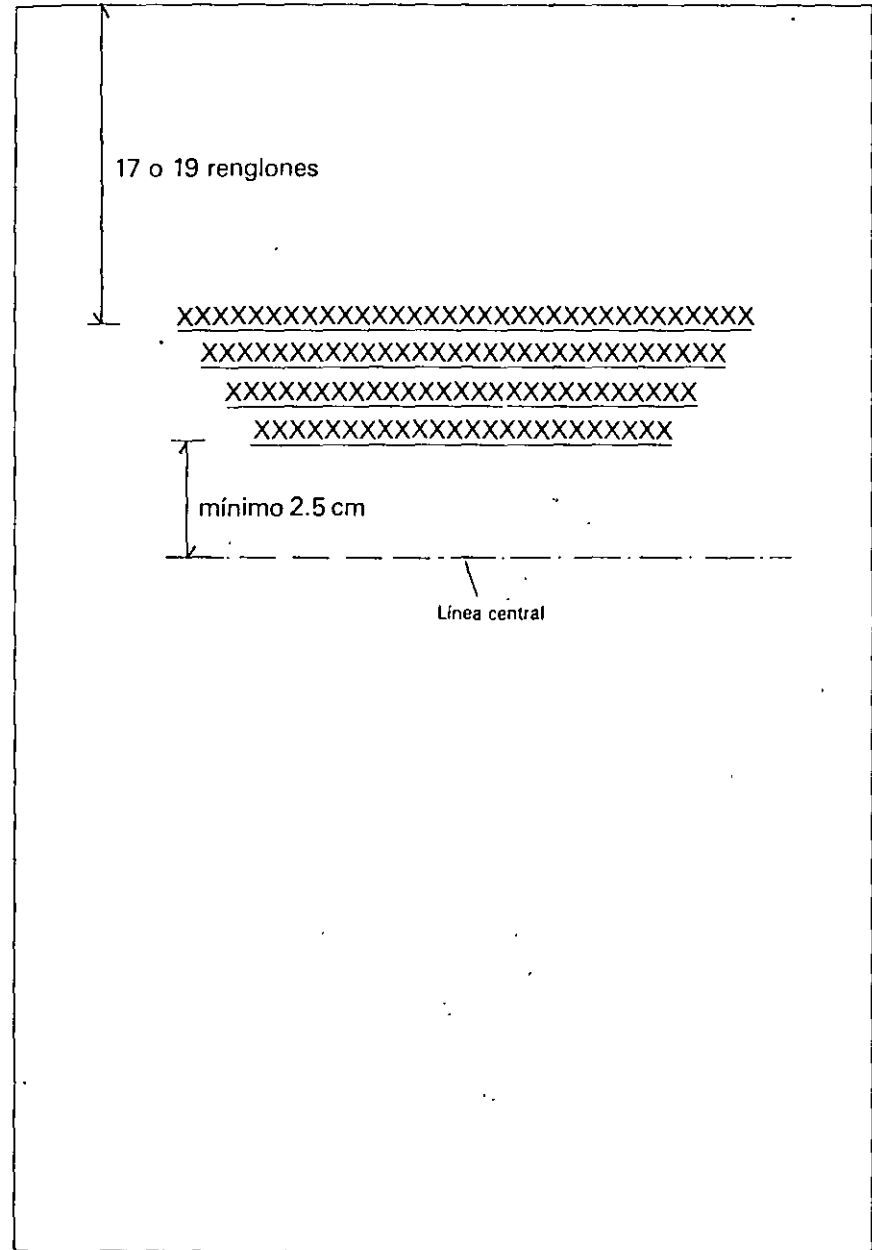 17 o 19 renglones
XXXXXXXXXXXXXXXXXXXXXXXXXXXXXXXXX
XXXXXXXXXXXXXXXXXXXXXXXXXXXXXX
XXXXXXXXXXXXXXXXXXXXXXXXXXX
XXXXXXXXXXXXXXXXXXXXXXXX
mínimo 2.5 cm
Línea central